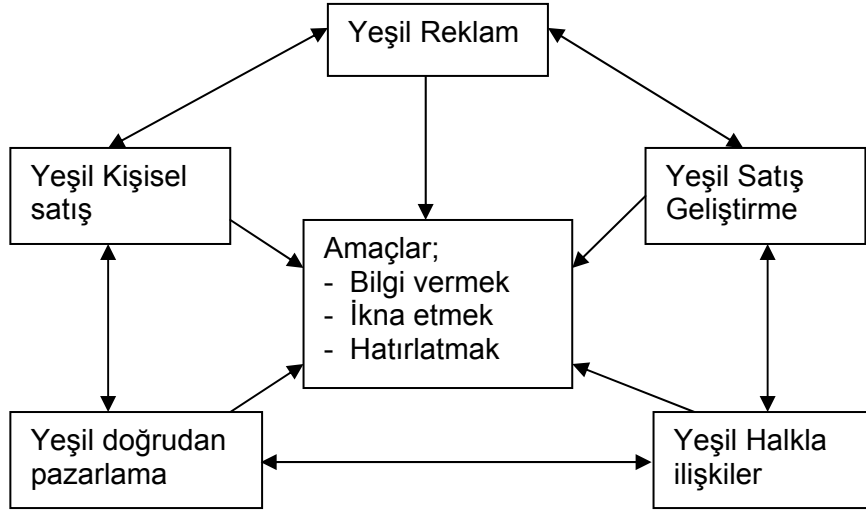 Yeşil Reklam
Yeşil Kişisel
satış
Yeşil Satış
Geliştirme
Amaçlar;
- Bilgi vermek
- İkna etmek
- Hatırlatmak
Yeşil doğrudan
pazarlama
Yeşil Halkla
ilişkiler